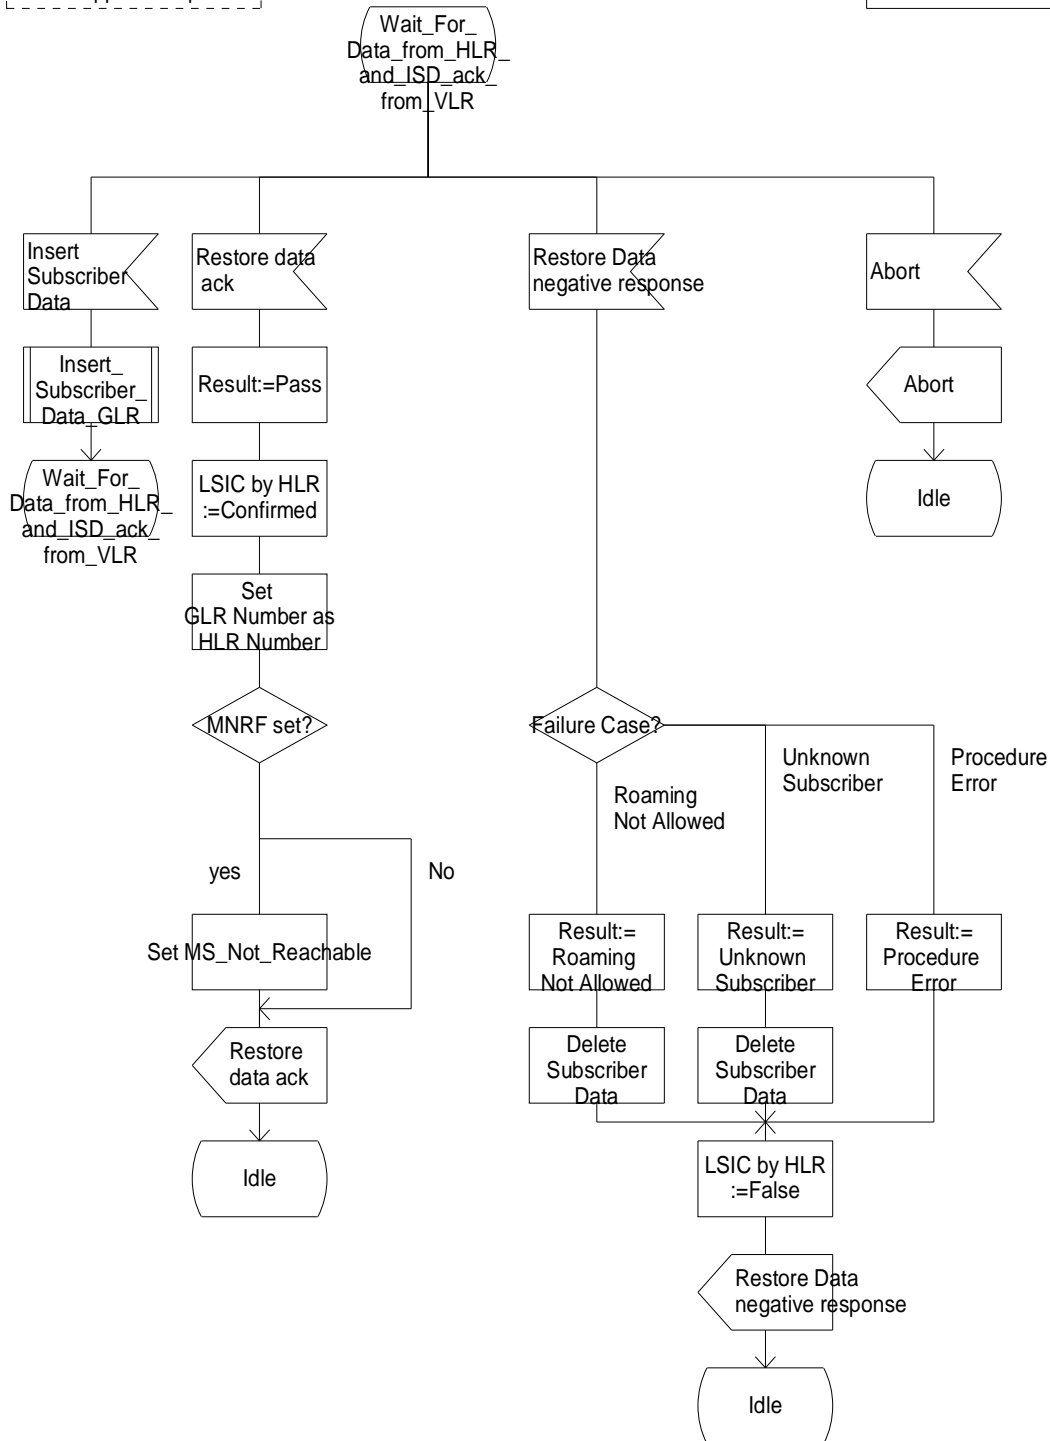 Wait_For_
Data_from_HLR_
and_ISD_ack_
from_VLR
Insert
Subscriber
Data
Restore data
ack
Restore Data
negative response
Abort
Insert_
Subscriber_
Data_GLR
Result:=Pass
Abort
Wait_For_
Data_from_HLR_
and_ISD_ack_
from_VLR
LSIC by HLR
:=Confirmed
Idle
Set
GLR Number as
HLR Number
MNRF set?
Failure Case?
Unknown
Subscriber
Procedure
Error
Roaming
Not Allowed
yes
No
Set MS_Not_Reachable
Result:=
Roaming
Not Allowed
Result:=
Unknown
Subscriber
Result:=
Procedure
Error
Restore
data ack
Delete
Subscriber
Data
Delete
Subscriber
Data
Idle
LSIC by HLR
:=False
Restore Data
negative response
Idle